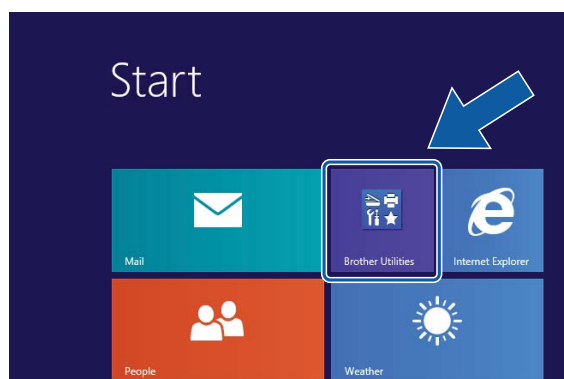 Start
Mail
Brother Utilities
Internet Explorer
People
Weather